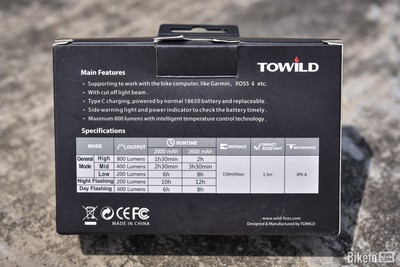 TOWILD
Main Features
• Supporting to work with the bike computer, like Garmin, XOSS & etc.
• With cut off light beam.
• Type C charging, powered by normal 18650 battery and replaceable.
• Side warning light and power indicator to check the battery timely.
• Maximum 800 lumens with intelligent temperature control technology.
Specifications
MODE OUTPUT RUNTIME DISTANCE IMPACT RESISTANT WATERPROOF
2000 mAh 2600 mAh
General Mode High 800 Lumens 1h30min 2h
Mid 400 Lumens 2h30min 3h30min
Low 200 Lumens 6h 8h
Night Flashing 200 Lumens 10h 12h
Day Flashing 600 Lumens 6h 8h
150m(Max) 1.5m IPX-6
CE FC
MADE IN CHINA
www.wild-lives.com
Designed & Manufactured by TOWILD
Biketo